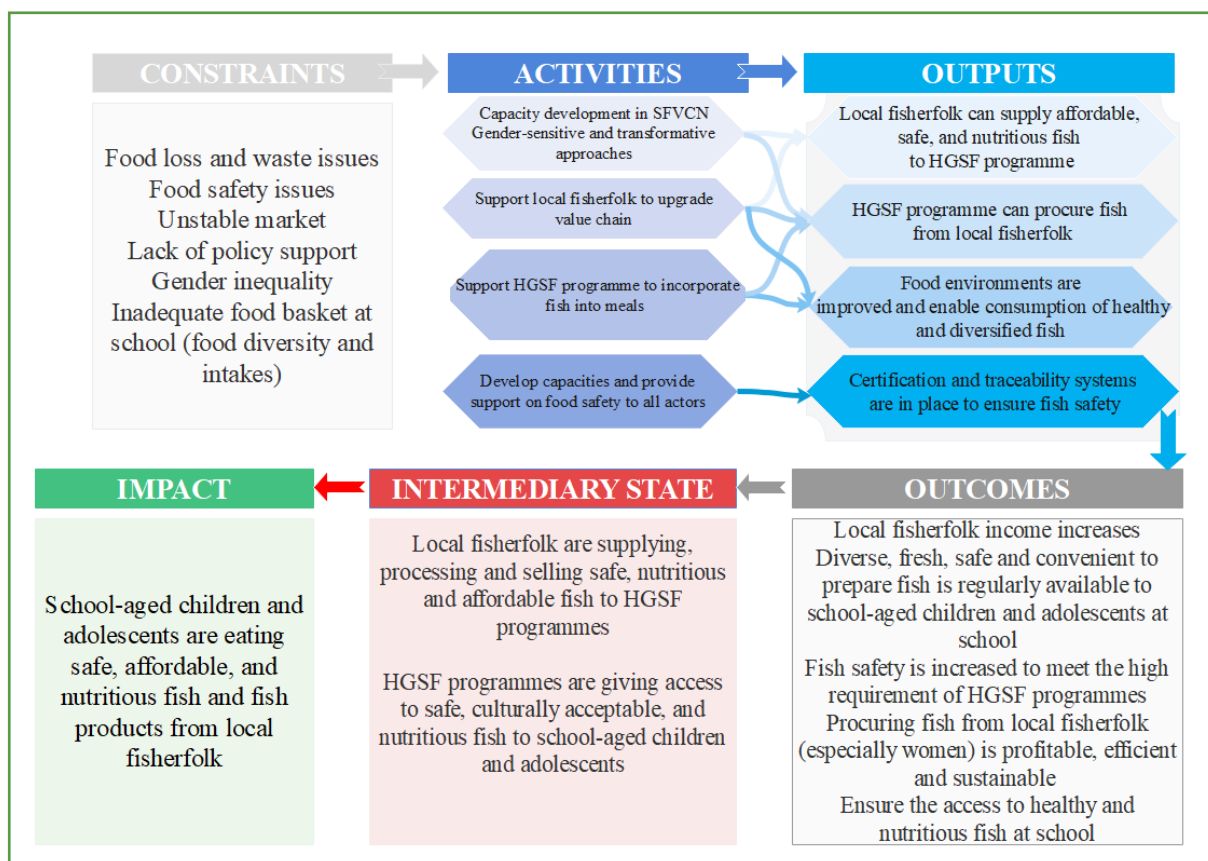 CONSTRAINTS
ACTIVITIES
OUTPUTS
Food loss and waste issues
Food safety issues
Unstable market
Lack of policy support
Gender inequality
Inadequate food basket at
school (food diversity and
intakes)
Capacity development in SFVCN
Gender-sensitive and transformative
approaches
Support local fisherfolk to upgrade
value chain
Support HGSF programme to incorporate
fish into meals
Develop capacities and provide
support on food safety to all actors
Local fisherfolk can supply affordable,
safe, and nutritious fish
to HGSF programme
HGSF programme can procure fish
from local fisherfolk
Food environments are
improved and enable consumption of healthy
and diversified fish
Certification and traceability systems
are in place to ensure fish safety
IMPACT
INTERMEDIARY STATE
OUTCOMES
School-aged children and
adolescents are eating
safe, affordable, and
nutritious fish and fish
products from local
fisherfolk
Local fisherfolk are supplying,
processing and selling safe, nutritious
and affordable fish to HGSF
programmes
HGSF programmes are giving access
to safe, culturally acceptable, and
nutritious fish to school-aged children
and adolescents
Local fisherfolk income increases
Diverse, fresh, safe and convenient to
prepare fish is regularly available to
school-aged children and adolescents at
school
Fish safety is increased to meet the high
requirement of HGSF programmes
Procuring fish from local fisherfolk
(especially women) is profitable, efficient
and sustainable
Ensure the access to healthy and
nutritious fish at school